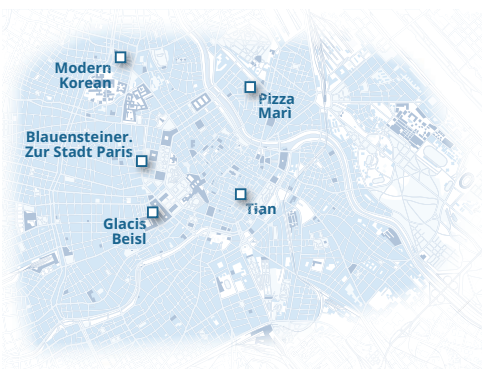 Modern
Korean
Pizza
Marì
Blauensteiner.
Zur Stadt Paris
Tian
Glacis
Beisl